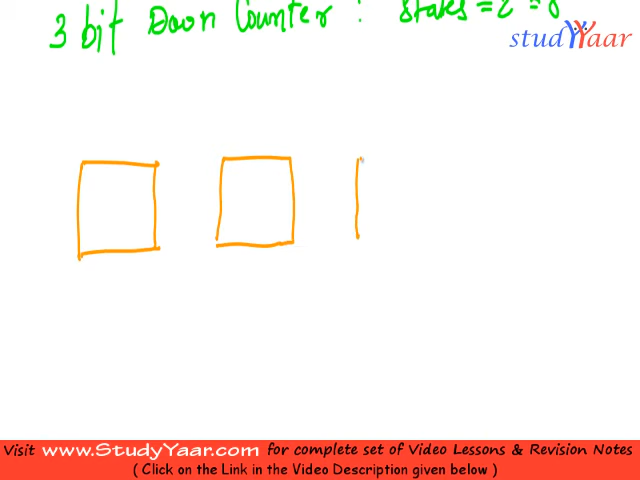 3 bit Down Counter : States = 2 = 8
studYYaar
Visit www.StudyYaar.com for complete set of Video Lessons & Revision Notes
( Click on the Link in the Video Description given below )